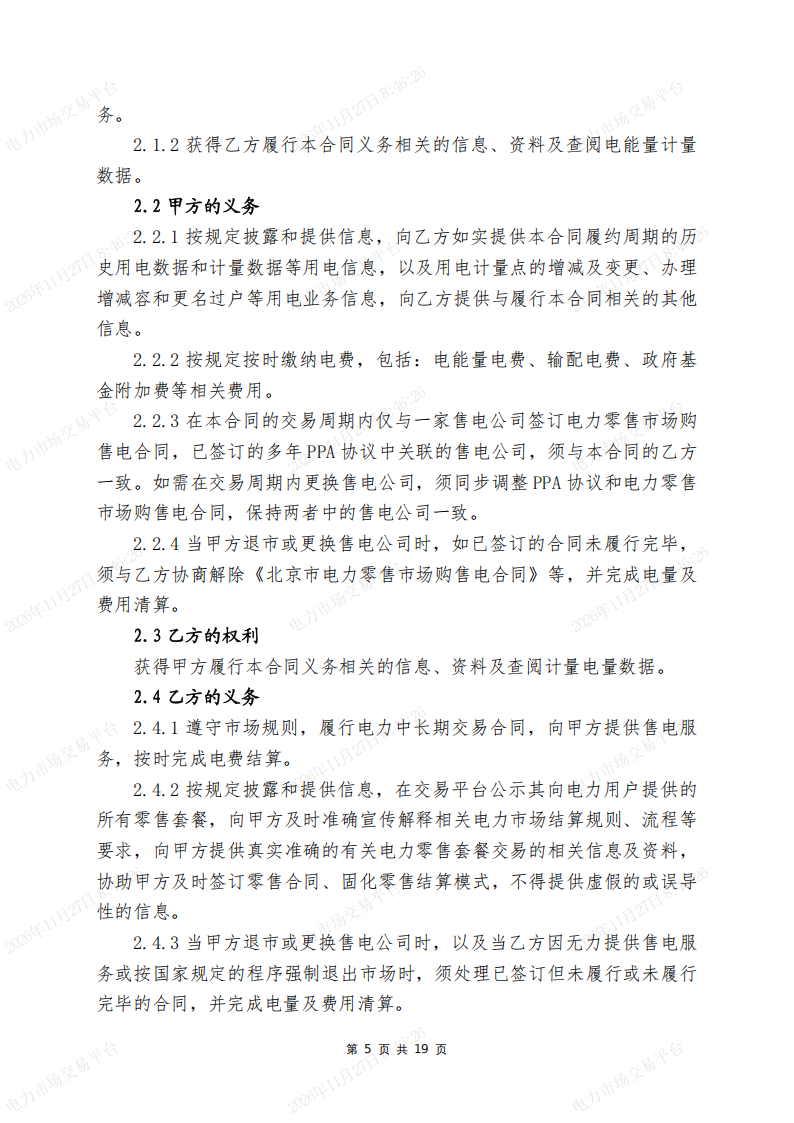 务。
2.1.2 获得乙方履行本合同义务相关的信息、资料及查阅电能量计量
数据。
2.2 甲方的义务
2.2.1 按规定披露和提供信息，向乙方如实提供本合同履约周期的历
史用电数据和计量数据等用电信息，以及用电计量点的增减及变更、办理
增减容和更名过户等用电业务信息，向乙方提供与履行本合同相关的其他
信息。
2.2.2 按规定按时缴纳电费，包括：电能量电费、输配电费、政府基
金附加费等相关费用。
2.2.3 在本合同的交易周期内仅与一家售电公司签订电力零售市场购
售电合同，已签订的多年 PPA 协议中关联的售电公司，须与本合同的乙方
一致。如需在交易周期内更换售电公司，须同步调整 PPA 协议和电力零售
市场购售电合同，保持两者中的售电公司一致。
2.2.4 当甲方退市或更换售电公司时，如已签订的合同未履行完毕，
须与乙方协商解除《北京市电力零售市场购售电合同》等，并完成电量及
费用清算。
2.3 乙方的权利
获得甲方履行本合同义务相关的信息、资料及查阅计量电量数据。
2.4 乙方的义务
2.4.1 遵守市场规则，履行电力中长期交易合同，向甲方提供售电服
务，按时完成电费结算。
2.4.2 按规定披露和提供信息，在交易平台公示其向电力用户提供的
所有零售套餐，向甲方及时准确宣传解释相关电力市场结算规则、流程等
要求，向甲方提供真实准确的有关电力零售套餐交易的相关信息及资料，
协助甲方及时签订零售合同、固化零售结算模式，不得提供虚假的或误导
性的信息。
2.4.3 当甲方退市或更换售电公司时，以及当乙方因无力提供售电服
务或按国家规定的程序强制退出市场时，须处理已签订但未履行或未履行
完毕的合同，并完成电量及费用清算。
第 5 页 共 19 页
电力市场交易平台
2026年11月27日 8:46:26